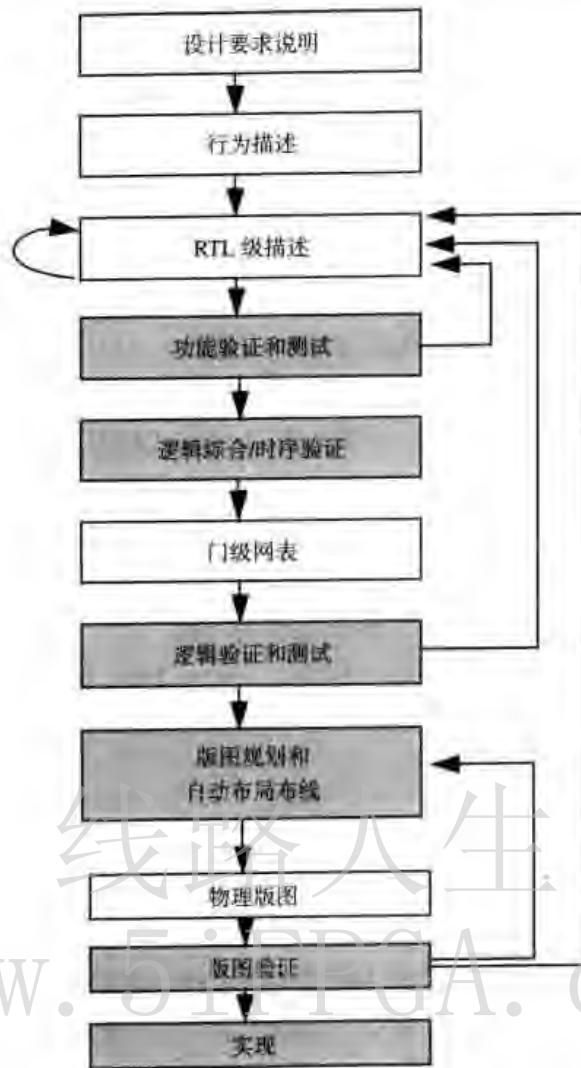 设计要求说明
行为描述
RTL 级描述
功能验证和测试
逻辑综合/时序验证
门级网表
逻辑验证和测试
版图规划和
自动布局布线
线路人生
物理版图
版图验证
w.5iFPGA.c
实现